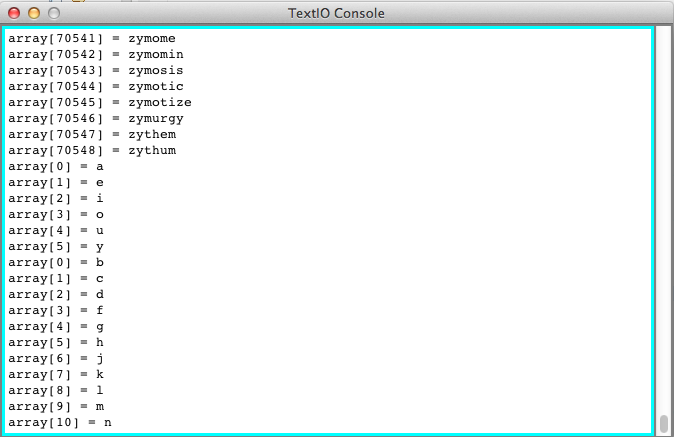 TextIO Console
array[70541] = zymome
array[70542] = zymomin
array[70543] = zymosis
array[70544] = zymotic
array[70545] = zymotize
array[70546] = zymurgy
array[70547] = zythem
array[70548] = zythum
array[0] = a
array[1] = e
array[2] = i
array[3] = o
array[4] = u
array[5] = y
array[0] = b
array[1] = c
array[2] = d
array[3] = f
array[4] = g
array[5] = h
array[6] = j
array[7] = k
array[8] = l
array[9] = m
array[10] = n